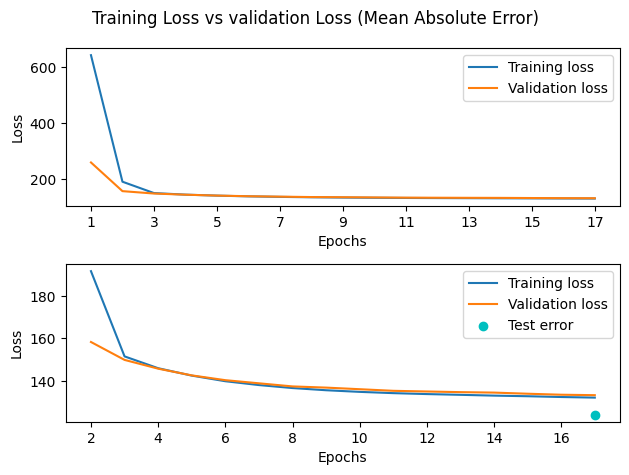 Training Loss vs validation Loss (Mean Absolute Error)
600
400
200
Loss
Training loss
Validation loss
1 3 5 7 9 11 13 15 17
Epochs
180
160
140
Loss
Training loss
Validation loss
Test error
2 4 6 8 10 12 14 16
Epochs